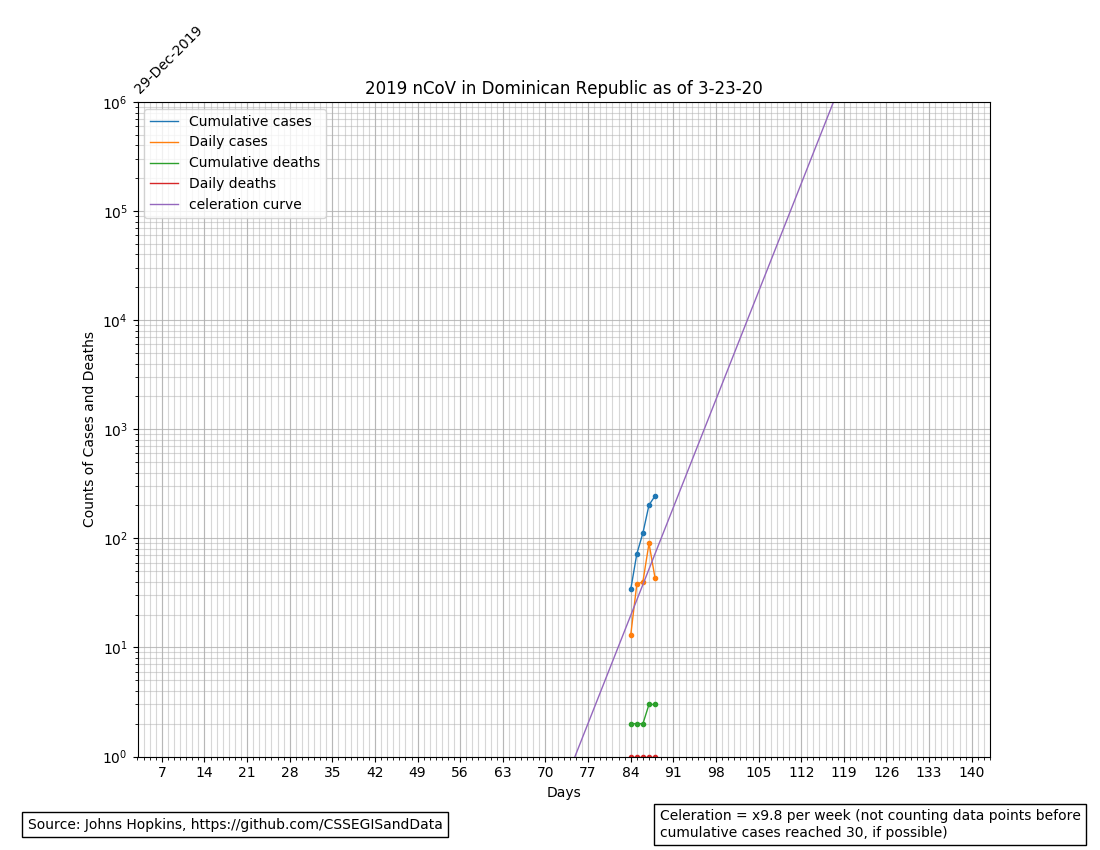 29-Dec-2019
2019 nCoV in Dominican Republic as of 3-23-20
Cumulative cases
Daily cases
Cumulative deaths
Daily deaths
celeration curve
10^6
10^5
10^4
10^3
10^2
10^1
10^0
Counts of Cases and Deaths
7 14 21 28 35 42 49 56 63 70 77 84 91 98 105 112 119 126 133 140
Days
Source: Johns Hopkins, https://github.com/CSSEGISandData
Celeration = x9.8 per week (not counting data points before
cumulative cases reached 30, if possible)